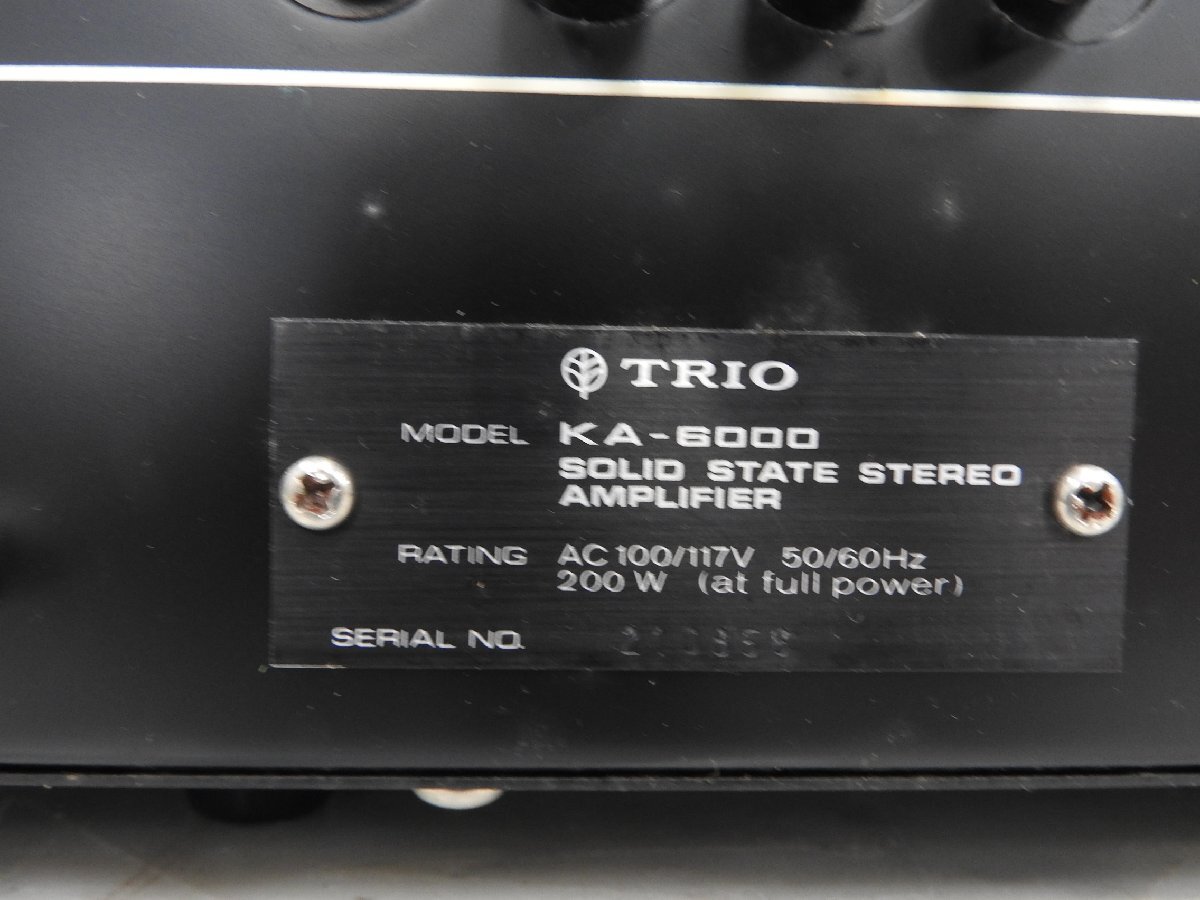 TRIO
MODEL KA-6000
SOLID STATE STEREO
AMPLIFIER
RATING AC 100/117V 50/60Hz
200 W (at full power)
SERIAL NO.